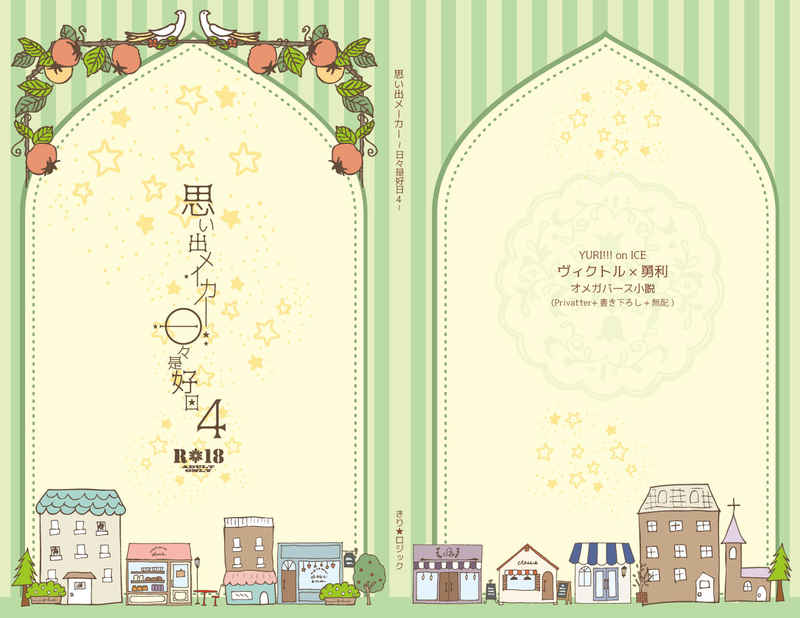 思い出メイカー
日々是好日
4
R✽18
ADULT
ONLY
思い出メーカー～日々是好日4～
きり★ロジック
YURI!!! on ICE
ヴィクトル×勇利
オメガバース小説
(Privatter+書き下ろし+無配)